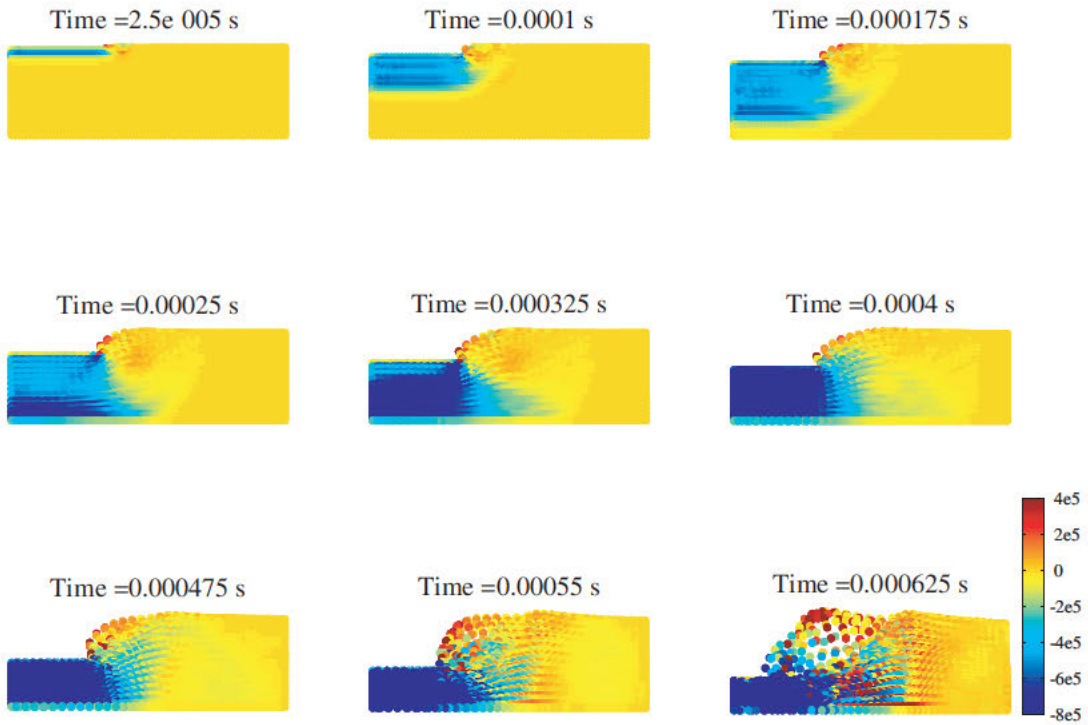 Time =2.5e 005 s
Time =0.0001 s
Time =0.000175 s
Time =0.00025 s
Time =0.000325 s
Time =0.0004 s
Time =0.000475 s
Time =0.00055 s
Time =0.000625 s
4e5
2e5
0
-2e5
-4e5
-6e5
-8e5